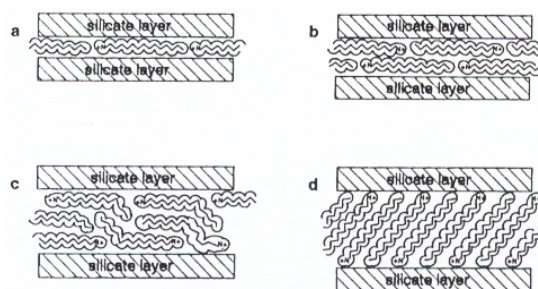 a silicate layer
+N +N
silicate layer
b silicate layer
N+ N+
+N +N
silicate layer
c silicate layer
+N +N +N
N+ N+ N+
silicate layer
d silicate layer
N+ N+ N+ N+
+N +N +N +N
silicate layer